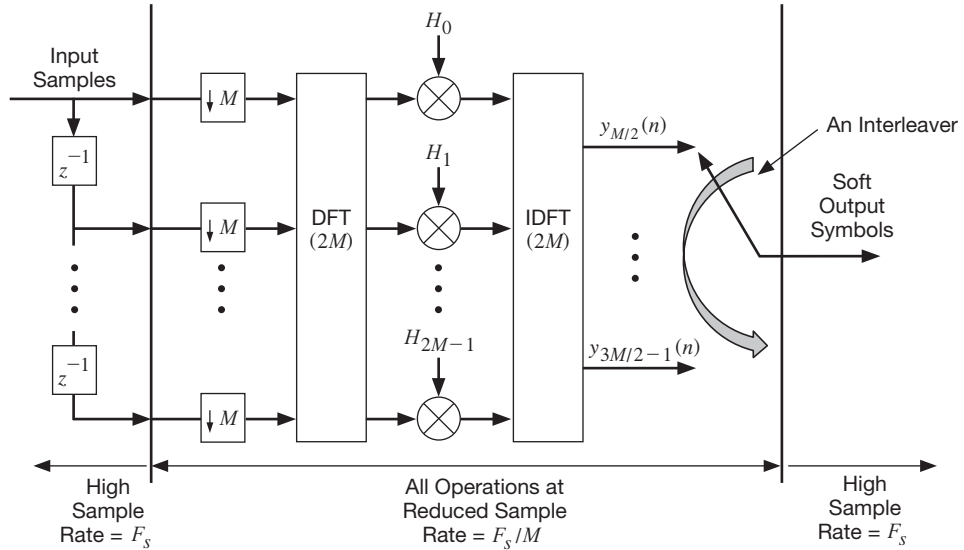 H_0
Input
Samples
↓ M
z^{-1}
y_{M/2}(n)
An Interleaver
H_1
↓ M
DFT
(2M)
IDFT
(2M)
Soft
Output
Symbols
H_{2M−1}
y_{3M/2−1}(n)
z^{-1}
↓ M
High
Sample
Rate = F_s
All Operations at
Reduced Sample
Rate = F_s/M
High
Sample
Rate = F_s